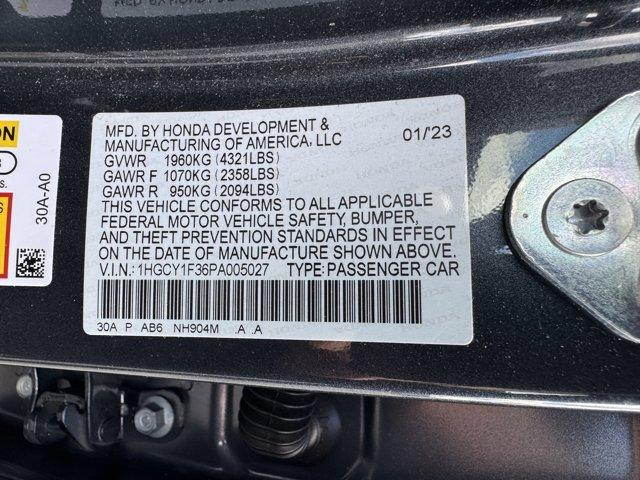 MFD. BY HONDA DEVELOPMENT &
MANUFACTURING OF AMERICA, LLC 01/'23
GVWR 1960KG (4321LBS)
GAWR F 1070KG (2358LBS)
GAWR R 950KG (2094LBS)
THIS VEHICLE CONFORMS TO ALL APPLICABLE
FEDERAL MOTOR VEHICLE SAFETY, BUMPER,
AND THEFT PREVENTION STANDARDS IN EFFECT
ON THE DATE OF MANUFACTURE SHOWN ABOVE.
V.I.N.: 1HGCY1F36PA005027 TYPE: PASSENGER CAR
30A P AB6 NH904M .A .A
30A-A0